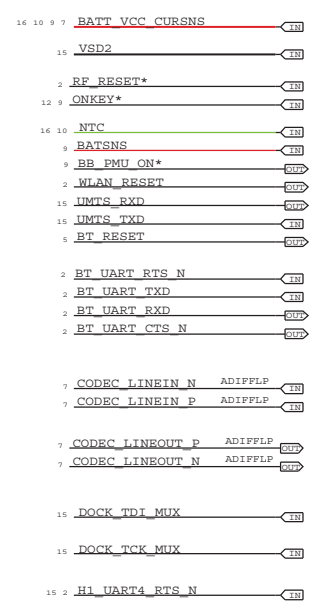 16 10 9 7 BATT_VCC_CURSNS IN
15 VSD2 IN
2 RF_RESET* IN
12 9 ONKEY* IN
16 10 NTC IN
9 BATSNS IN
9 BB_PMU_ON* OUT
2 WLAN_RESET OUT
15 UMTS_RXD OUT
15 UMTS_TXD IN
5 BT_RESET OUT
2 BT_UART_RTS_N IN
2 BT_UART_TXD IN
2 BT_UART_RXD OUT
2 BT_UART_CTS_N OUT
7 CODEC_LINEIN_N ADIFFLP IN
7 CODEC_LINEIN_P ADIFFLP IN
7 CODEC_LINEOUT_P ADIFFLP OUT
7 CODEC_LINEOUT_N ADIFFLP OUT
15 DOCK_TDI_MUX IN
15 DOCK_TCK_MUX IN
15 2 H1_UART4_RTS_N IN